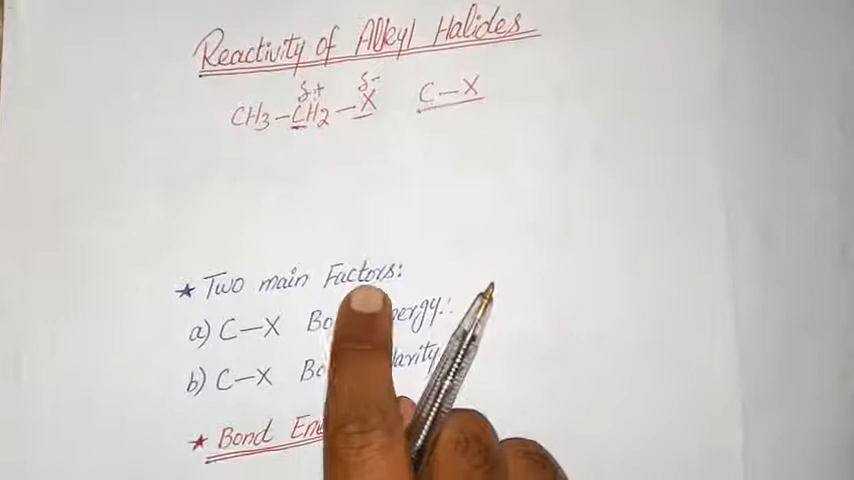 Reactivity of Alkyl Halides
δ+ δ-
CH3-CH2-X C-X
★ Two main Factors:
a) C-X
b) C-X
★ Bond